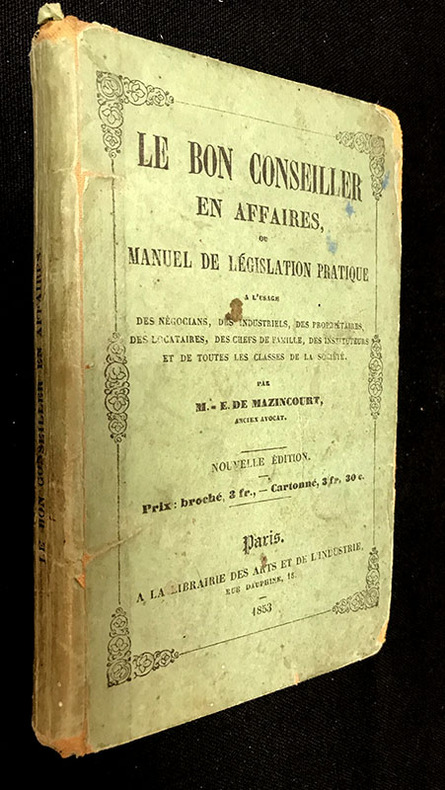 LE BON CONSEILLER
EN AFFAIRES,
OU
MANUEL DE LÉGISLATION PRATIQUE
A L'USAGE
DES NÉGOCIANS, DES INDUSTRIELS, DES PROPRIÉTAIRES,
DES LOCATAIRES, DES CHEFS DE FAMILLE, DES INSTITUTEURS
ET DE TOUTES LES CLASSES DE LA SOCIÉTÉ.
PAR
M.-E. DE MAZINCOURT,
ANCIEN AVOCAT.
NOUVELLE ÉDITION.
Prix : broché, 3 fr., — Cartonné, 3 fr. 30 c.
Paris.
A LA LIBRAIRIE DES ARTS ET DE L'INDUSTRIE,
RUE DAUPHINE, 15.
1853
LE BON CONSEILLER EN AFFAIRES